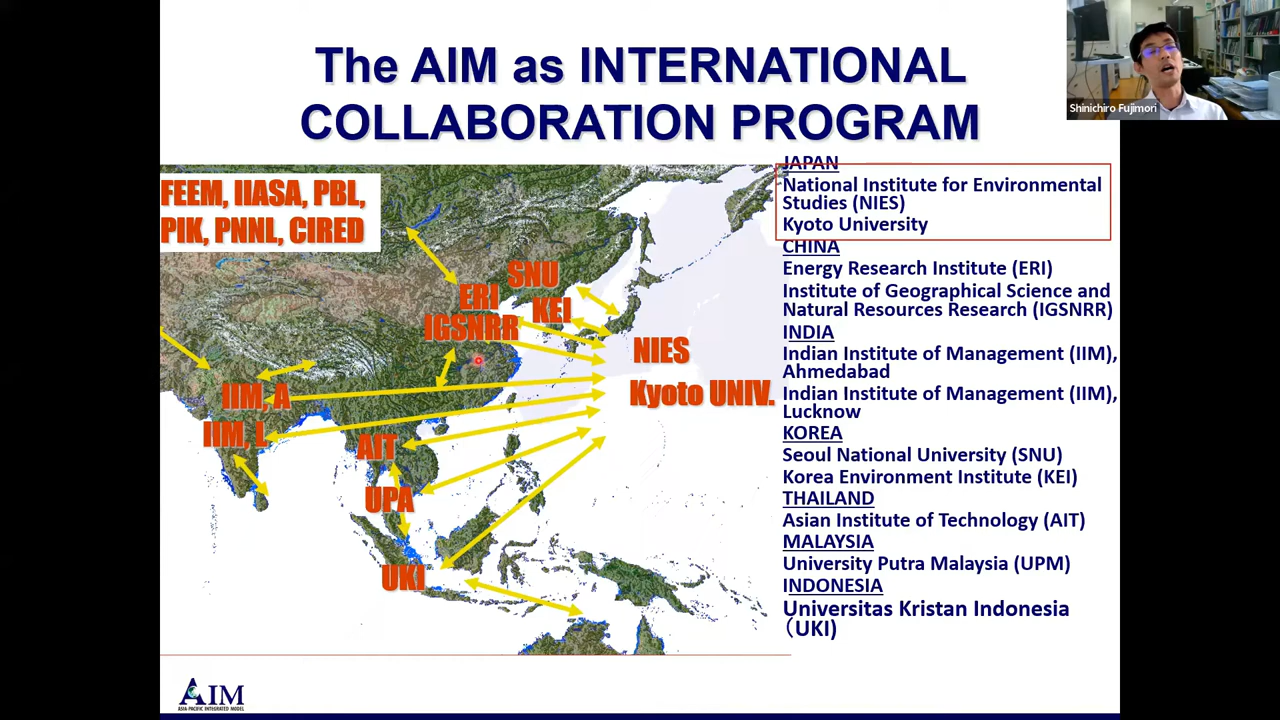 The AIM as INTERNATIONAL
COLLABORATION PROGRAM
Shinichiro Fujimori
FEEM, IIASA, PBL,
PIK, PNNL, CIRED
SNU
ERI
KEI
IGSNRR
NIES
Kyoto UNIV.
IIM, A
IIM, L
AIT
UPA
UKI
JAPAN
National Institute for Environmental
Studies (NIES)
Kyoto University
CHINA
Energy Research Institute (ERI)
Institute of Geographical Science and
Natural Resources Research (IGSNRR)
INDIA
Indian Institute of Management (IIM),
Ahmedabad
Indian Institute of Management (IIM),
Lucknow
KOREA
Seoul National University (SNU)
Korea Environment Institute (KEI)
THAILAND
Asian Institute of Technology (AIT)
MALAYSIA
University Putra Malaysia (UPM)
INDONESIA
Universitas Kristan Indonesia
（UKI)
AIM
ASIA PACIFIC INTEGRATED MODEL